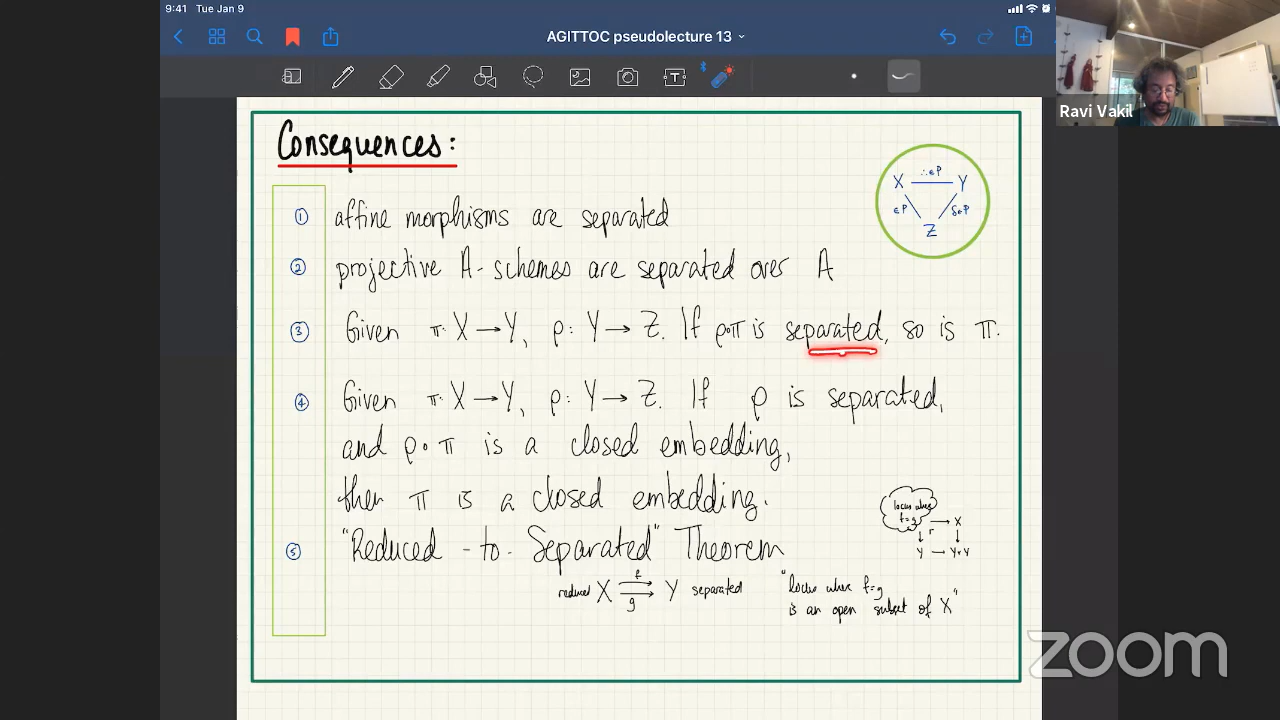 9:41 Tue Jan 9
AGITTOC pseudolecture 13
Ravi Vakil
Consequences:
X ∴∈P Y
∈P δ∈P
Z
① affine morphisms are separated
② projective A-schemes are separated over A
③ Given π: X → Y, ρ: Y → Z. If ρ∘π is separated, so is π.
④ Given π: X → Y, ρ: Y → Z. If ρ is separated,
and ρ∘π is a closed embedding,
then π is a closed embedding.
⑤ "Reduced-to-Separated" Theorem
locus where
f=g → X
↓ ↓
Y → Y×Y
reduced X f g Y separated
"locus where f=g
is an open subset of X"
zoom